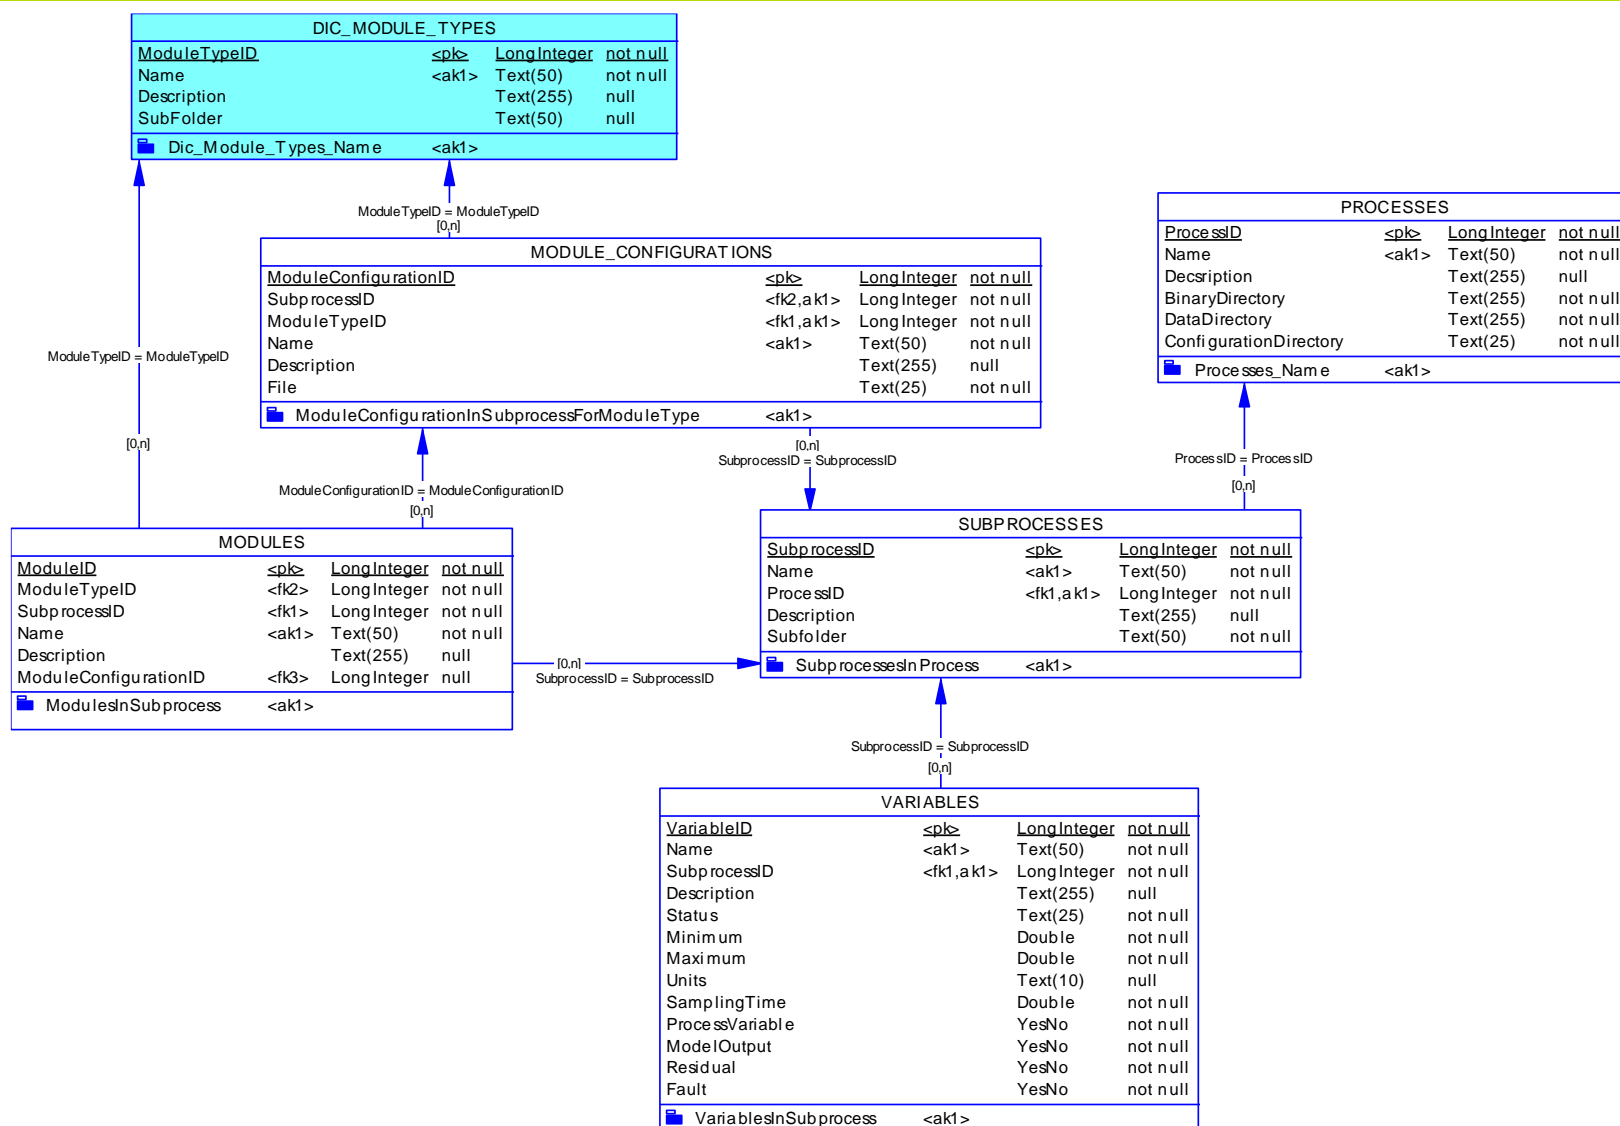 DIC_MODULE_TYPES
ModuleTypeID <pk> LongInteger not null
Name <ak1> Text(50) not null
Description Text(255) null
SubFolder Text(50) null
Dic_Module_Types_Name <ak1>
ModuleTypeID = ModuleTypeID
[0,n]
MODULE_CONFIGURATIONS
ModuleConfigurationID <pk> LongInteger not null
SubprocessID <fk2,ak1> LongInteger not null
ModuleTypeID <fk1,ak1> LongInteger not null
Name <ak1> Text(50) not null
Description Text(255) null
File Text(25) not null
ModuleConfigurationInSubprocessForModuleType <ak1>
PROCESSES
ProcessID <pk> LongInteger not null
Name <ak1> Text(50) not null
Decsription Text(255) null
BinaryDirectory Text(255) not null
DataDirectory Text(255) not null
ConfigurationDirectory Text(25) not null
Processes_Name <ak1>
ModuleTypeID = ModuleTypeID
[0,n]
[0,n]
SubprocessID = SubprocessID
ProcessID = ProcessID
[0,n]
ModuleConfigurationID = ModuleConfigurationID
[0,n]
MODULES
ModuleID <pk> LongInteger not null
ModuleTypeID <fk2> LongInteger not null
SubprocessID <fk1> LongInteger not null
Name <ak1> Text(50) not null
Description Text(255) null
ModuleConfigurationID <fk3> LongInteger null
ModulesInSubprocess <ak1>
[0,n]
SubprocessID = SubprocessID
SUBPROCESSES
SubprocessID <pk> LongInteger not null
Name <ak1> Text(50) not null
ProcessID <fk1,ak1> LongInteger not null
Description Text(255) null
Subfolder Text(50) not null
SubprocessesInProcess <ak1>
SubprocessID = SubprocessID
[0,n]
VARIABLES
VariableID <pk> LongInteger not null
Name <ak1> Text(50) not null
SubprocessID <fk1,ak1> LongInteger not null
Description Text(255) null
Status Text(25) not null
Minimum Double not null
Maximum Double not null
Units Text(10) null
SamplingTime Double not null
ProcessVariable YesNo not null
ModelOutput YesNo not null
Residual YesNo not null
Fault YesNo not null
VariablesInSubprocess <ak1>